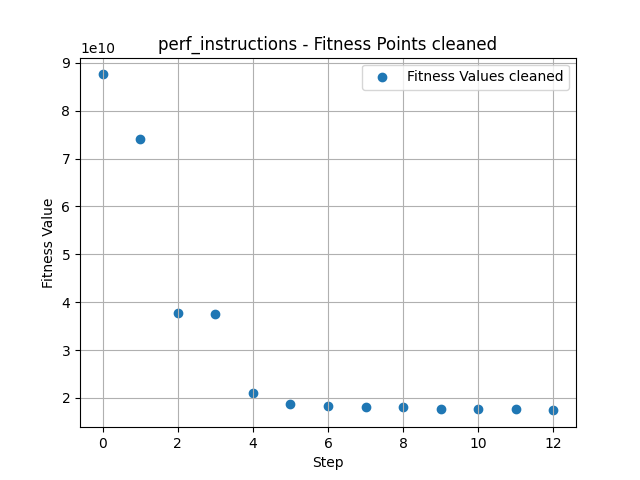 perf_instructions - Fitness Points cleaned
1e10
Fitness Values cleaned
9
8
7
6
5
4
3
2
Fitness Value
0 2 4 6 8 10 12
Step